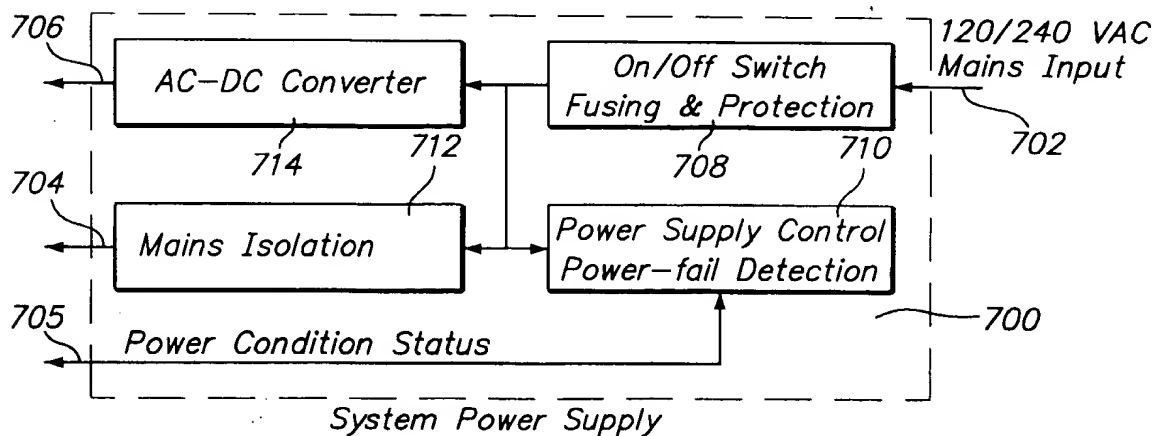 706
AC-DC Converter
714
On/Off Switch
Fusing & Protection
708
120/240 VAC
Mains Input
702
704
712
Mains Isolation
710
Power Supply Control
Power-fail Detection
700
705
Power Condition Status
System Power Supply